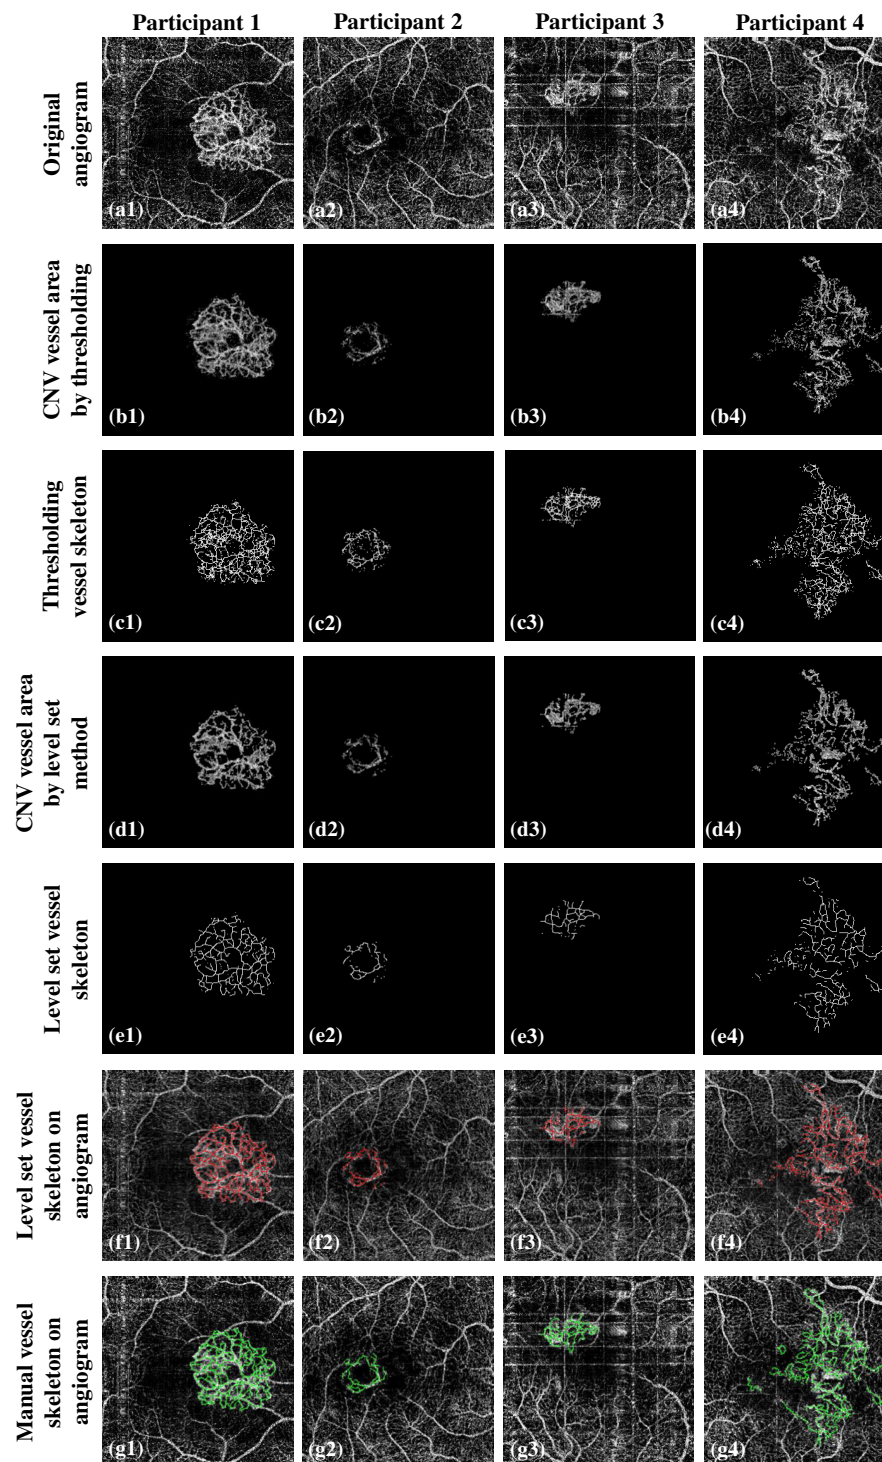 Participant 1 Participant 2 Participant 3 Participant 4
Original
angiogram
(a1) (a2) (a3) (a4)
CNV vessel area
by thresholding
(b1) (b2) (b3) (b4)
Thresholding
vessel skeleton
(c1) (c2) (c3) (c4)
CNV vessel area
by level set
method
(d1) (d2) (d3) (d4)
Level set vessel
skeleton
(e1) (e2) (e3) (e4)
Level set vessel
skeleton on
angiogram
(f1) (f2) (f3) (f4)
Manual vessel
skeleton on
angiogram
(g1) (g2) (g3) (g4)